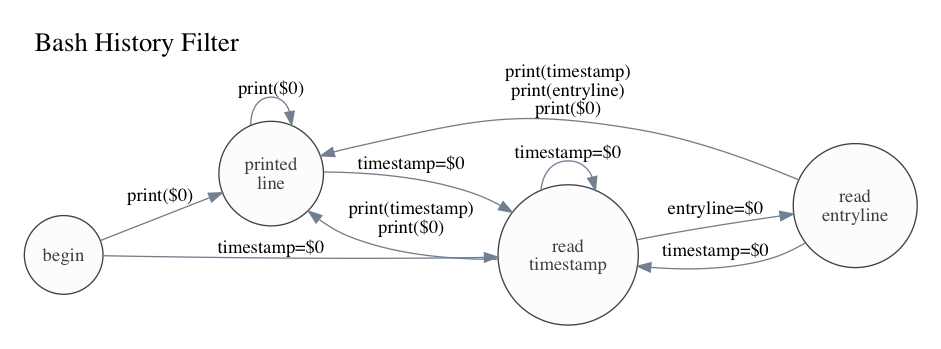 Bash History Filter
print($0)
print(timestamp)
print(entryline)
print($0)
printed
line
timestamp=$0
timestamp=$0
print($0)
print(timestamp)
print($0)
entryline=$0
read
entryline
begin
timestamp=$0
read
timestamp
timestamp=$0